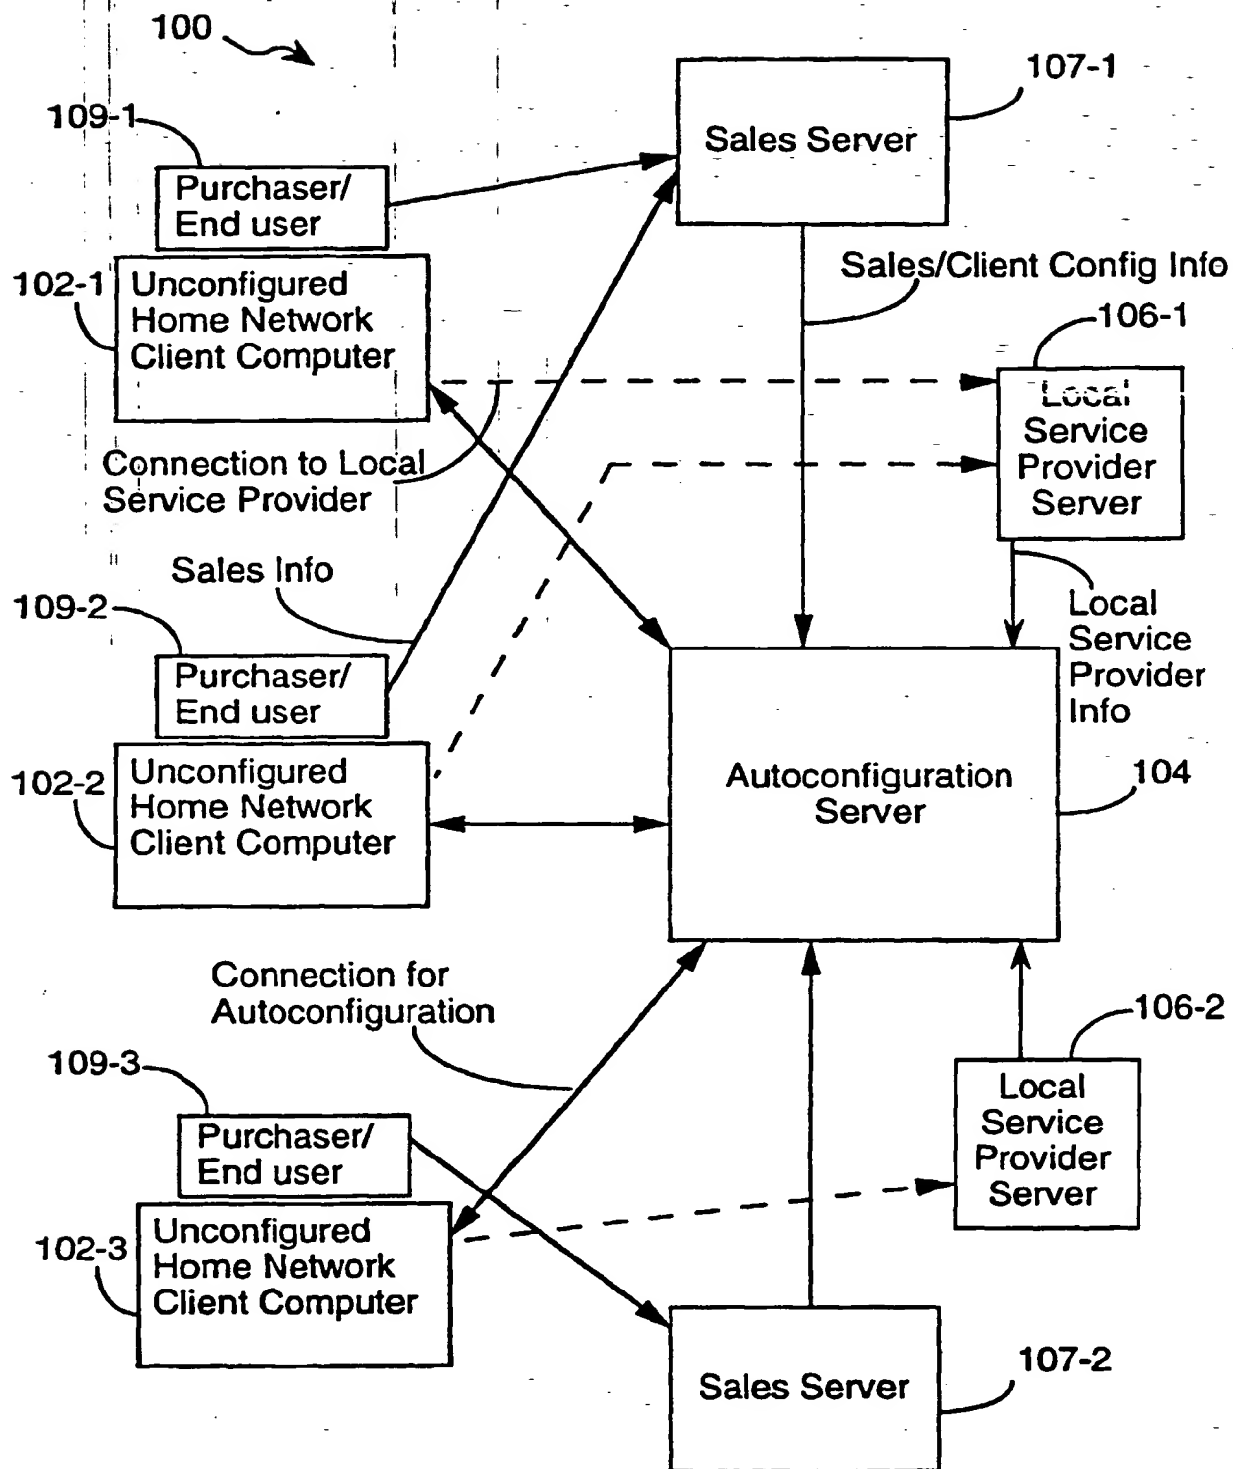 100
107-1
109-1
Sales Server
Purchaser/
End user
Sales/Client Config Info
102-1
Unconfigured
Home Network
Client Computer
106-1
Local
Service
Provider
Server
Connection to Local
Service Provider
Sales Info
109-2
Local
Service
Provider
Info
Purchaser/
End user
102-2
Unconfigured
Home Network
Client Computer
Autoconfiguration
Server
104
Connection for
Autoconfiguration
106-2
109-3
Local
Service
Provider
Server
Purchaser/
End user
102-3
Unconfigured
Home Network
Client Computer
107-2
Sales Server